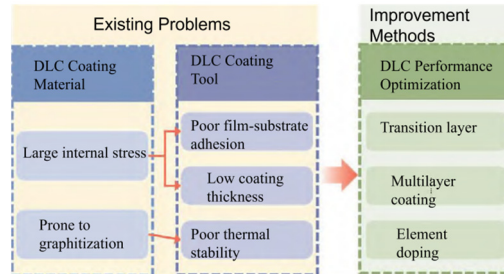 Existing Problems
Improvement
Methods
DLC Coating
Material
DLC Coating
Tool
DLC Performance
Optimization
Large internal stress
Poor film-substrate
adhesion
Transition layer
Low coating
thickness
Multilayer
coating
Prone to
graphitization
Poor thermal
stability
Element
doping